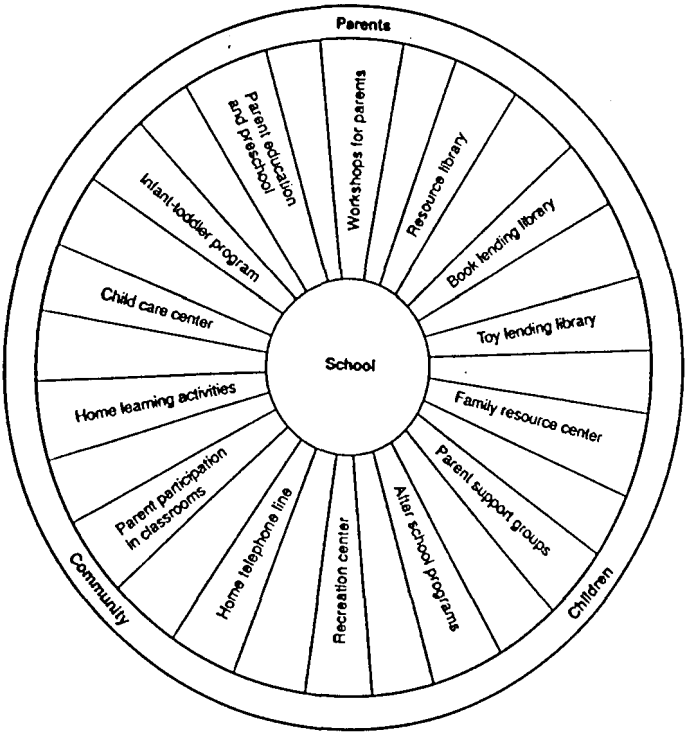 Parents
Workshops for parents
Resource library
Book lending library
Toy lending library
Family resource center
Parent support groups
After school programs
Recreation center
Home telephone line
Parent participation
in classrooms
Home learning activities
Child care center
Infant-toddler program
Parent education
and preschool
School
Children
Community